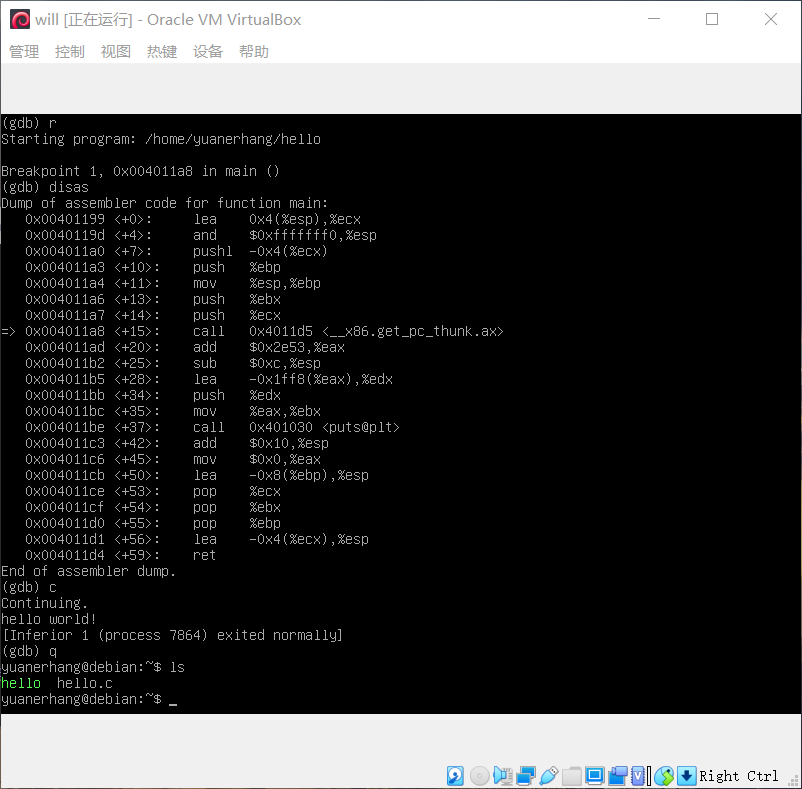 will [正在运行] - Oracle VM VirtualBox
管理 控制 视图 热键 设备 帮助
(gdb) r
Starting program: /home/yuanerhang/hello
Breakpoint 1, 0x004011a8 in main ()
(gdb) disas
Dump of assembler code for function main:
   0x00401199 <+0>:     lea    0x4(%esp),%ecx
   0x0040119d <+4>:     and    $0xfffffff0,%esp
   0x004011a0 <+7>:     pushl  -0x4(%ecx)
   0x004011a3 <+10>:    push   %ebp
   0x004011a4 <+11>:    mov    %esp,%ebp
   0x004011a6 <+13>:    push   %ebx
   0x004011a7 <+14>:    push   %ecx
=> 0x004011a8 <+15>:    call   0x4011d5 <__x86.get_pc_thunk.ax>
   0x004011ad <+20>:    add    $0x2e53,%eax
   0x004011b2 <+25>:    sub    $0xc,%esp
   0x004011b5 <+28>:    lea    -0x1ff8(%eax),%edx
   0x004011bb <+34>:    push   %edx
   0x004011bc <+35>:    mov    %eax,%ebx
   0x004011be <+37>:    call   0x401030 <puts@plt>
   0x004011c3 <+42>:    add    $0x10,%esp
   0x004011c6 <+45>:    mov    $0x0,%eax
   0x004011cb <+50>:    lea    -0x8(%ebp),%esp
   0x004011ce <+53>:    pop    %ecx
   0x004011cf <+54>:    pop    %ebx
   0x004011d0 <+55>:    pop    %ebp
   0x004011d1 <+56>:    lea    -0x4(%ecx),%esp
   0x004011d4 <+59>:    ret
End of assembler dump.
(gdb) c
Continuing.
hello world!
[Inferior 1 (process 7864) exited normally]
(gdb) q
yuanerhang@debian:~$ ls
hello  hello.c
yuanerhang@debian:~$ _
Right Ctrl